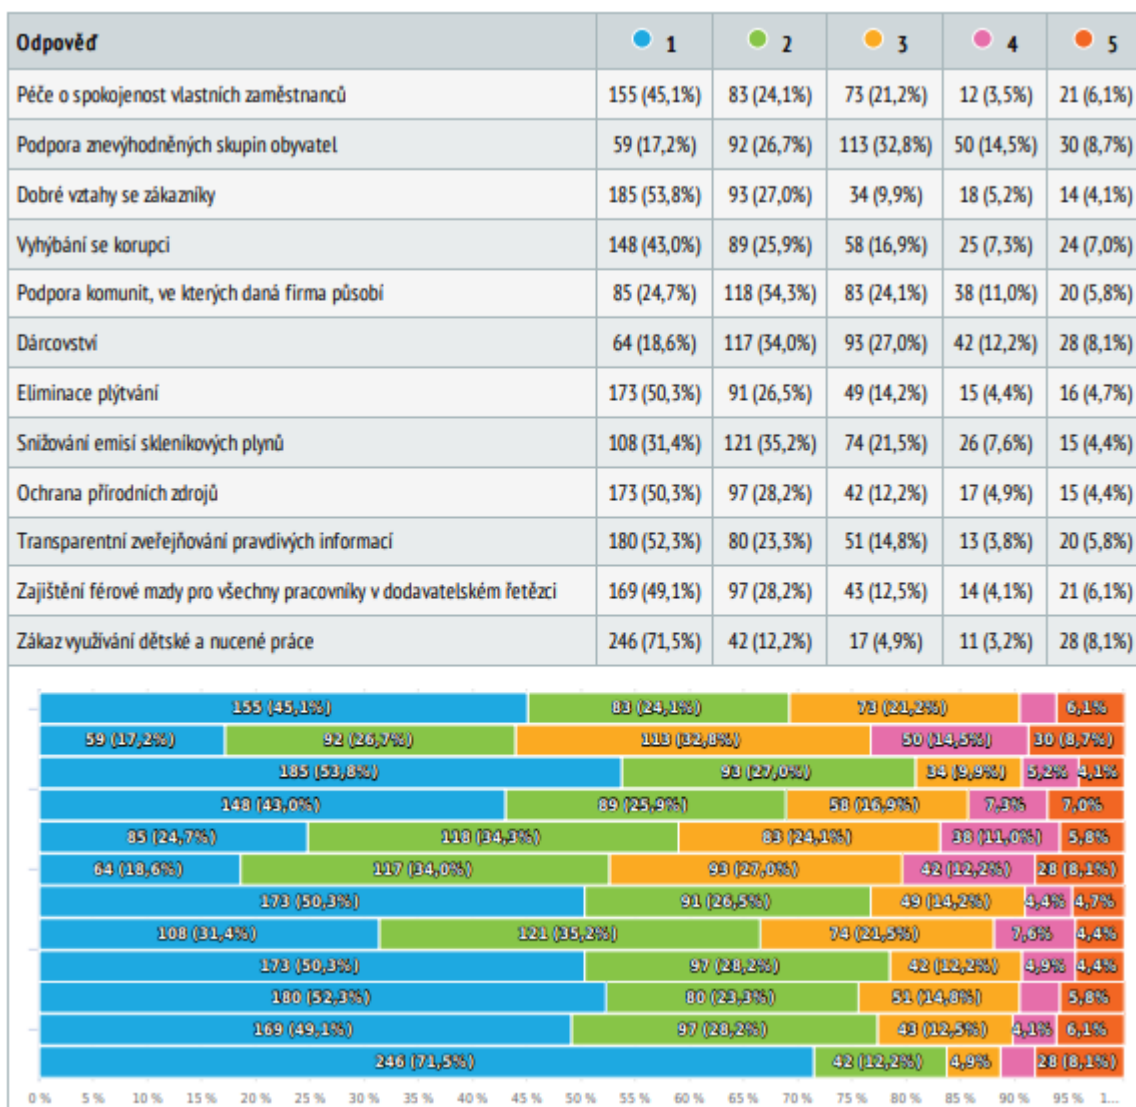 Odpověď 1 2 3 4 5
Péče o spokojenost vlastních zaměstnanců 155 (45,1%) 83 (24,1%) 73 (21,2%) 12 (3,5%) 21 (6,1%)
Podpora znevýhodněných skupin obyvatel 59 (17,2%) 92 (26,7%) 113 (32,8%) 50 (14,5%) 30 (8,7%)
Dobré vztahy se zákazníky 185 (53,8%) 93 (27,0%) 34 (9,9%) 18 (5,2%) 14 (4,1%)
Vyhýbání se korupci 148 (43,0%) 89 (25,9%) 58 (16,9%) 25 (7,3%) 24 (7,0%)
Podpora komunit, ve kterých daná firma působí 85 (24,7%) 118 (34,3%) 83 (24,1%) 38 (11,0%) 20 (5,8%)
Dárcovství 64 (18,6%) 117 (34,0%) 93 (27,0%) 42 (12,2%) 28 (8,1%)
Eliminace plýtvání 173 (50,3%) 91 (26,5%) 49 (14,2%) 15 (4,4%) 16 (4,7%)
Snižování emisí skleníkových plynů 108 (31,4%) 121 (35,2%) 74 (21,5%) 26 (7,6%) 15 (4,4%)
Ochrana přírodních zdrojů 173 (50,3%) 97 (28,2%) 42 (12,2%) 17 (4,9%) 15 (4,4%)
Transparentní zveřejňování pravdivých informací 180 (52,3%) 80 (23,3%) 51 (14,8%) 13 (3,8%) 20 (5,8%)
Zajištění férové mzdy pro všechny pracovníky v dodavatelském řetězci 169 (49,1%) 97 (28,2%) 43 (12,5%) 14 (4,1%) 21 (6,1%)
Zákaz využívání dětské a nucené práce 246 (71,5%) 42 (12,2%) 17 (4,9%) 11 (3,2%) 28 (8,1%)
155 (45,1%) 83 (24,1%) 73 (21,2%) 6,1%
59 (17,2%) 92 (26,7%) 113 (32,8%) 50 (14,5%) 30 (8,7%)
185 (53,8%) 93 (27,0%) 34 (9,9%) 5,2% 4,1%
148 (43,0%) 89 (25,9%) 58 (16,9%) 7,3% 7,0%
85 (24,7%) 118 (34,3%) 83 (24,1%) 38 (11,0%) 5,8%
64 (18,6%) 117 (34,0%) 93 (27,0%) 42 (12,2%) 28 (8,1%)
173 (50,3%) 91 (26,5%) 49 (14,2%) 4,4% 4,7%
108 (31,4%) 121 (35,2%) 74 (21,5%) 7,6% 4,4%
173 (50,3%) 97 (28,2%) 42 (12,2%) 4,9% 4,4%
180 (52,3%) 80 (23,3%) 51 (14,8%) 5,8%
169 (49,1%) 97 (28,2%) 43 (12,5%) 4,1% 6,1%
246 (71,5%) 42 (12,2%) 4,9% 28 (8,1%)
0 % 5 % 10 % 15 % 20 % 25 % 30 % 35 % 40 % 45 % 50 % 55 % 60 % 65 % 70 % 75 % 80 % 85 % 90 % 95 % 1...